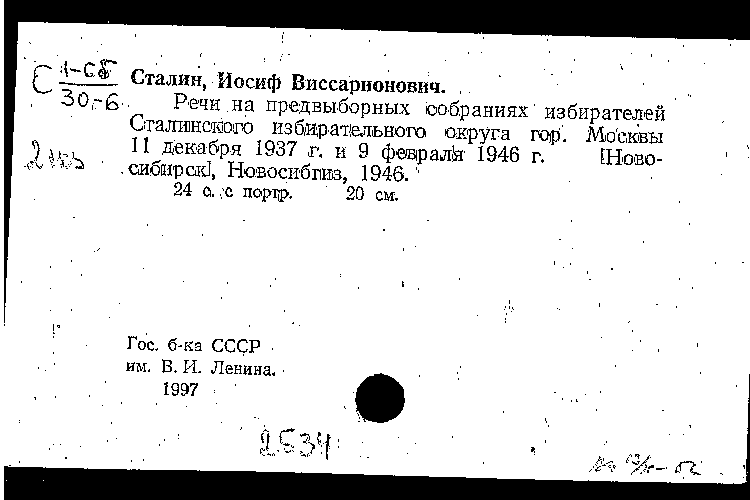 С 1-СБ
30-6
Сталин, Иосиф Виссарионович.
Речи на предвыборных собраниях избирателей
Сталинского избирательного округа гор. Москвы
11 декабря 1937 г. и 9 февраля 1946 г. [Ново-
сибирск], Новосибгиз, 1946.
24 с. с портр. 20 см.
Гос. б-ка СССР
им. В. И. Ленина.
1997
2534